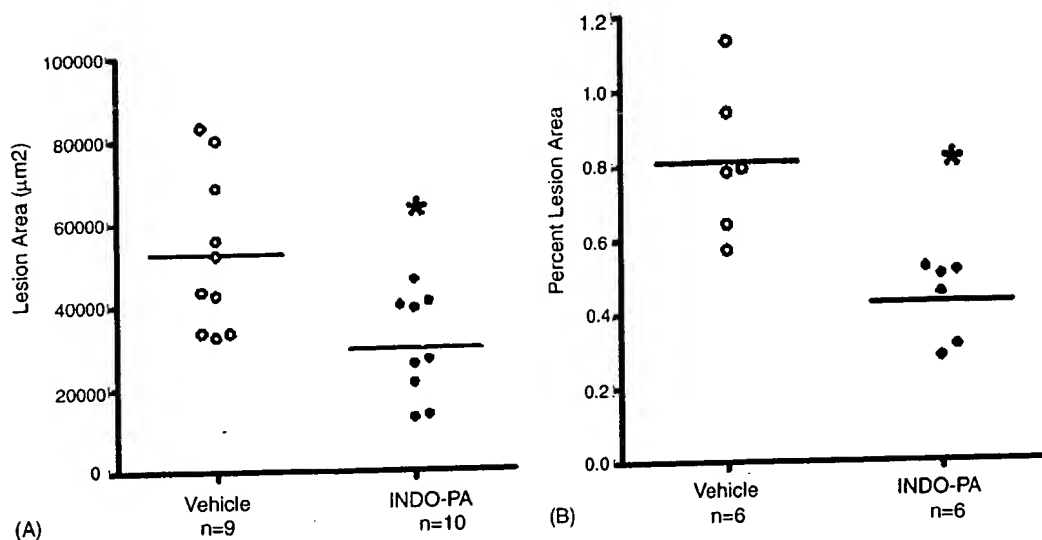 100000
80000
60000
40000
20000
0
Lesion Area (µm2)
*
Vehicle
n=9
INDO-PA
n=10
(A)
1.2
1.0
0.8
0.6
0.4
0.2
0.0
Percent Lesion Area
*
Vehicle
n=6
INDO-PA
n=6
(B)